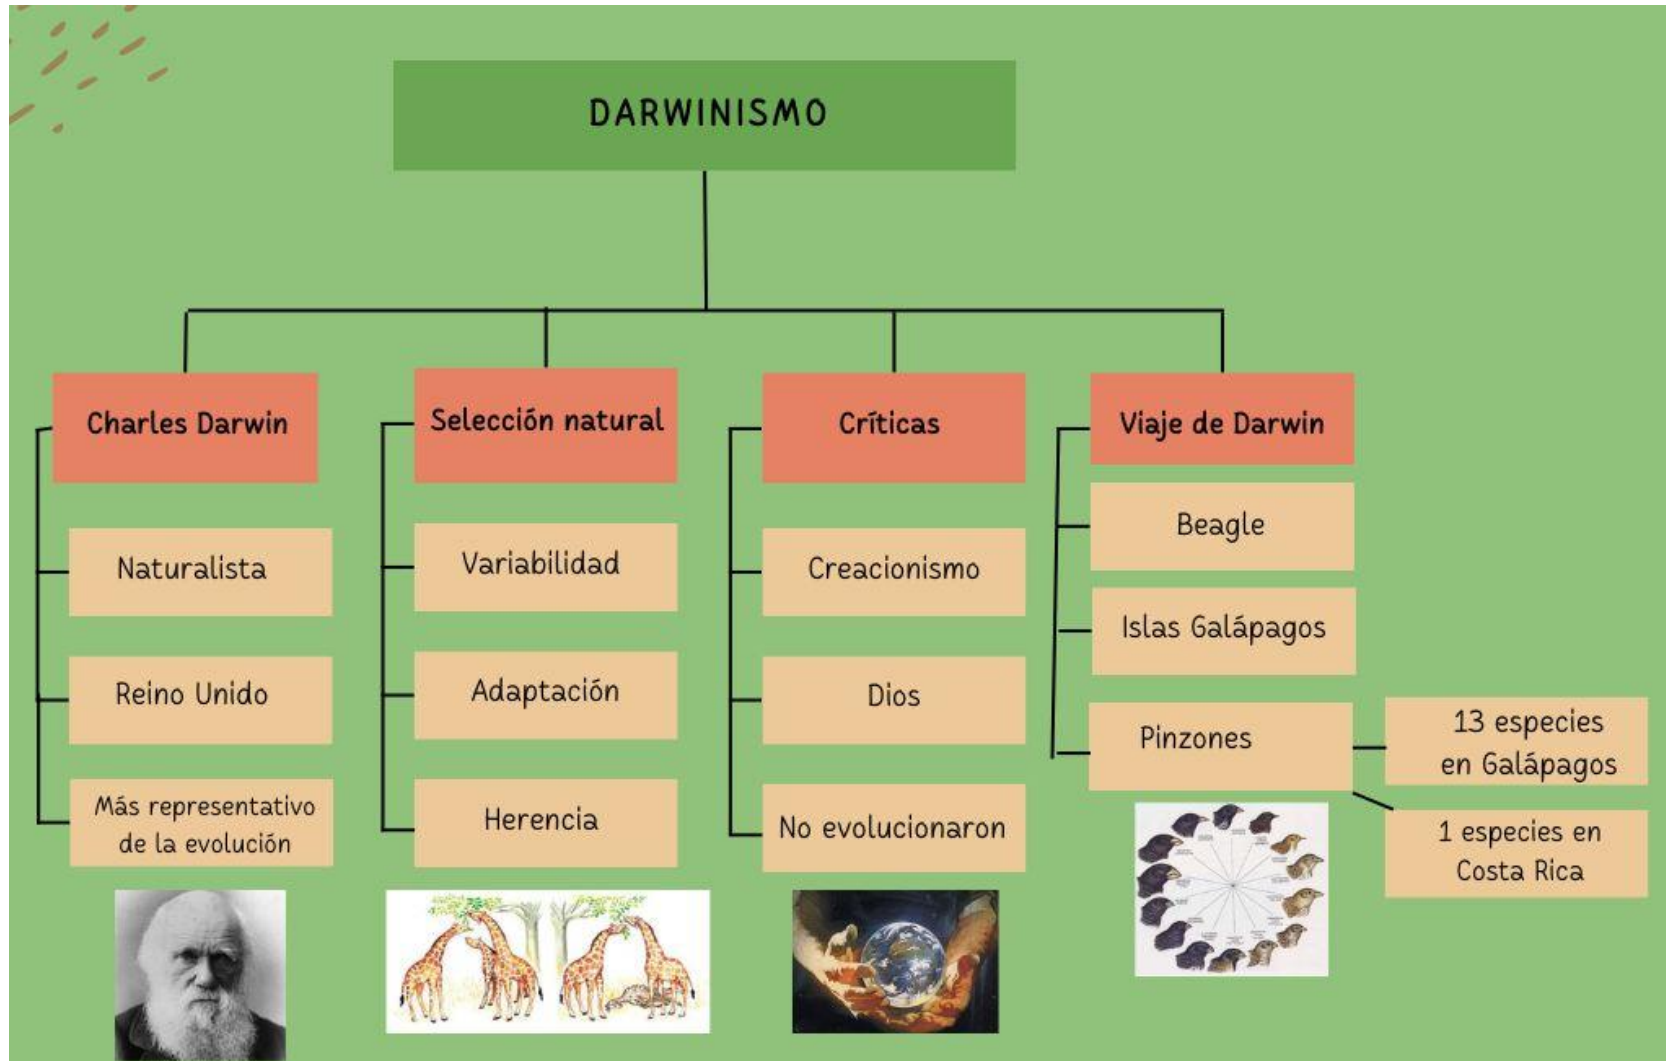 DARWINISMO
Charles Darwin
Naturalista
Reino Unido
Más representativo
de la evolución
Selección natural
Variabilidad
Adaptación
Herencia
Críticas
Creacionismo
Dios
No evolucionaron
Viaje de Darwin
Beagle
Islas Galápagos
Pinzones
13 especies
en Galápagos
1 especies en
Costa Rica